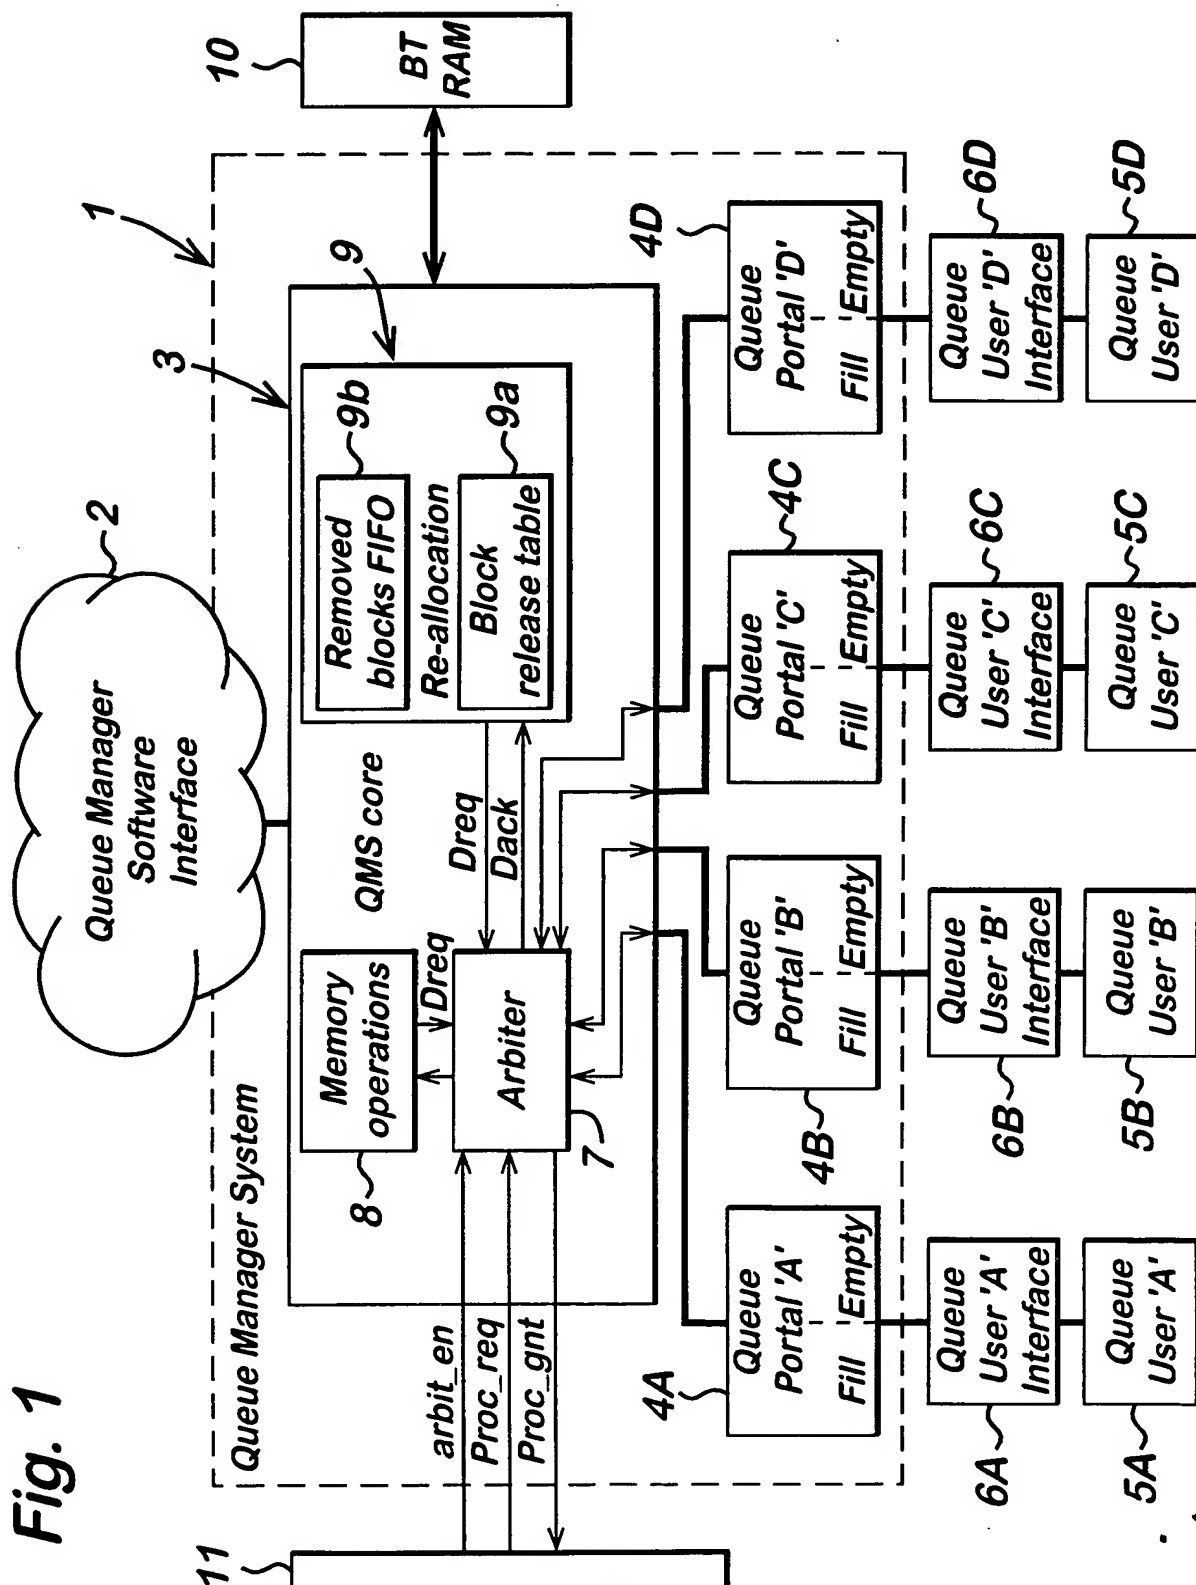 Fig. 1
11
Queue Manager
Software
Interface
2
1
Queue Manager System
3
10
BT
RAM
QMS core
Memory
operations
8
Dreq
Arbiter
7
Dreq
Dack
9
9b
Removed
blocks FIFO
Re-allocation
9a
Block
release table
arbit_en
Proc_req
Proc_gnt
4A
Queue
Portal 'A'
Fill
Empty
4B
Queue
Portal 'B'
Fill
Empty
4C
Queue
Portal 'C'
Fill
Empty
4D
Queue
Portal 'D'
Fill
Empty
6A
Queue
User 'A'
Interface
6B
Queue
User 'B'
Interface
6C
Queue
User 'C'
Interface
6D
Queue
User 'D'
Interface
5A
Queue
User 'A'
5B
Queue
User 'B'
5C
Queue
User 'C'
5D
Queue
User 'D'